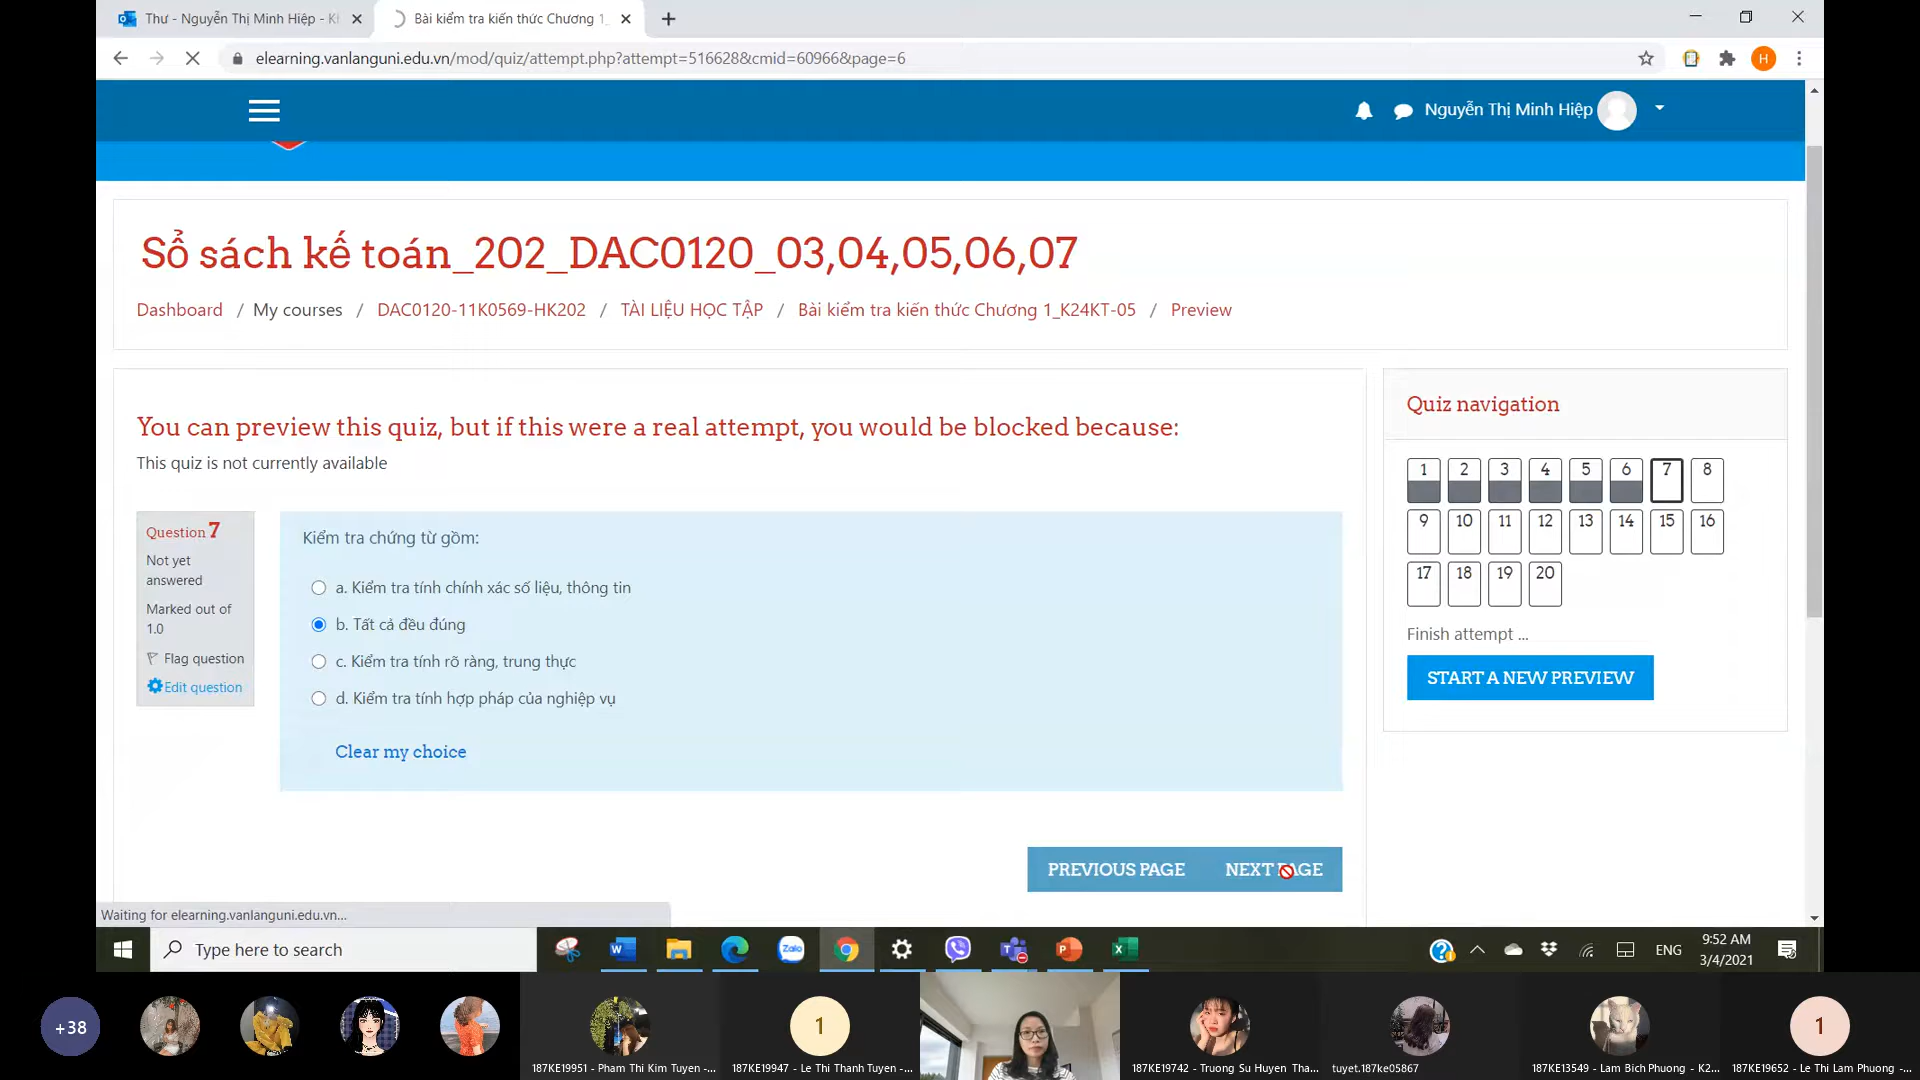 Thư - Nguyễn Thị Minh Hiệp - Kh
Bài kiểm tra kiến thức Chương 1_
elearning.vanlanguni.edu.vn/mod/quiz/attempt.php?attempt=516628&cmid=60966&page=6
H
Nguyễn Thị Minh Hiệp
Sổ sách kế toán_202_DAC0120_03,04,05,06,07
Dashboard / My courses / DAC0120-11K0569-HK202 / TÀI LIỆU HỌC TẬP / Bài kiểm tra kiến thức Chương 1_K24KT-05 / Preview
You can preview this quiz, but if this were a real attempt, you would be blocked because:
This quiz is not currently available
Question 7
Not yet
answered
Marked out of
1.0
Flag question
Edit question
Kiểm tra chứng từ gồm:
a. Kiểm tra tính chính xác số liệu, thông tin
b. Tất cả đều đúng
c. Kiểm tra tính rõ ràng, trung thực
d. Kiểm tra tính hợp pháp của nghiệp vụ
Clear my choice
PREVIOUS PAGE
NEXT PAGE
Quiz navigation
1 2 3 4 5 6 7 8
9 10 11 12 13 14 15 16
17 18 19 20
Finish attempt ...
START A NEW PREVIEW
Waiting for elearning.vanlanguni.edu.vn...
Type here to search
Zalo
ENG
9:52 AM
3/4/2021
+38
187KE19951 - Pham Thi Kim Tuyen -...
1
187KE19947 - Le Thi Thanh Tuyen -...
187KE19742 - Truong Su Huyen Tha...
tuyet.187ke05867
187KE13549 - Lam Bich Phuong - K2...
1
187KE19652 - Le Thi Lam Phuong -...